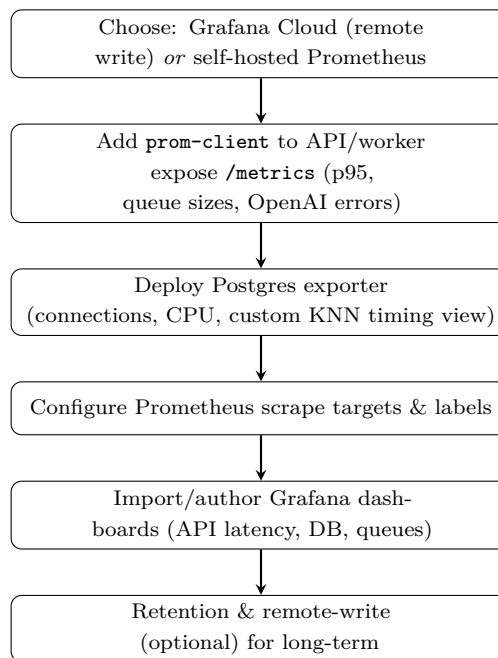 Choose: Grafana Cloud (remote
write) or self-hosted Prometheus
Add prom-client to API/worker
expose /metrics (p95,
queue sizes, OpenAI errors)
Deploy Postgres exporter
(connections, CPU, custom KNN timing view)
Configure Prometheus scrape targets & labels
Import/author Grafana dash-
boards (API latency, DB, queues)
Retention & remote-write
(optional) for long-term